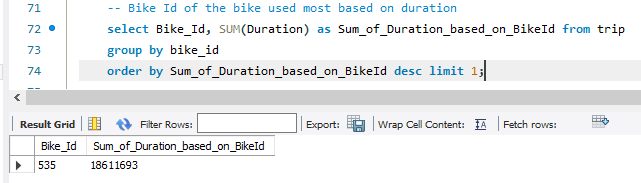 71 -- Bike Id of the bike used most based on duration
72 select Bike_Id, SUM(Duration) as Sum_of_Duration_based_on_BikeId from trip
73 group by bike_id
74 order by Sum_of_Duration_based_on_BikeId desc limit 1;
Result Grid Filter Rows: Export: Wrap Cell Content: Fetch rows:
Bike_Id Sum_of_Duration_based_on_BikeId
535 18611693